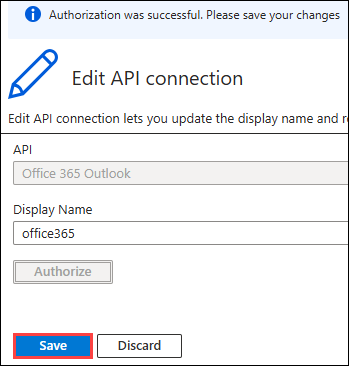 Authorization was successful. Please save your changes
Edit API connection
Edit API connection lets you update the display name and
API
Office 365 Outlook
Display Name
office365
Authorize
Save
Discard